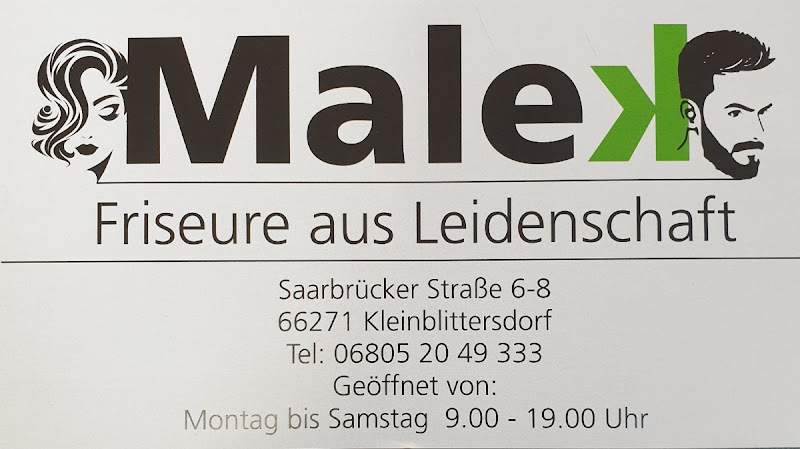 Malek
Friseure aus Leidenschaft
Saarbrücker Straße 6-8
66271 Kleinblittersdorf
Tel: 06805 20 49 333
Geöffnet von:
Montag bis Samstag 9.00 - 19.00 Uhr